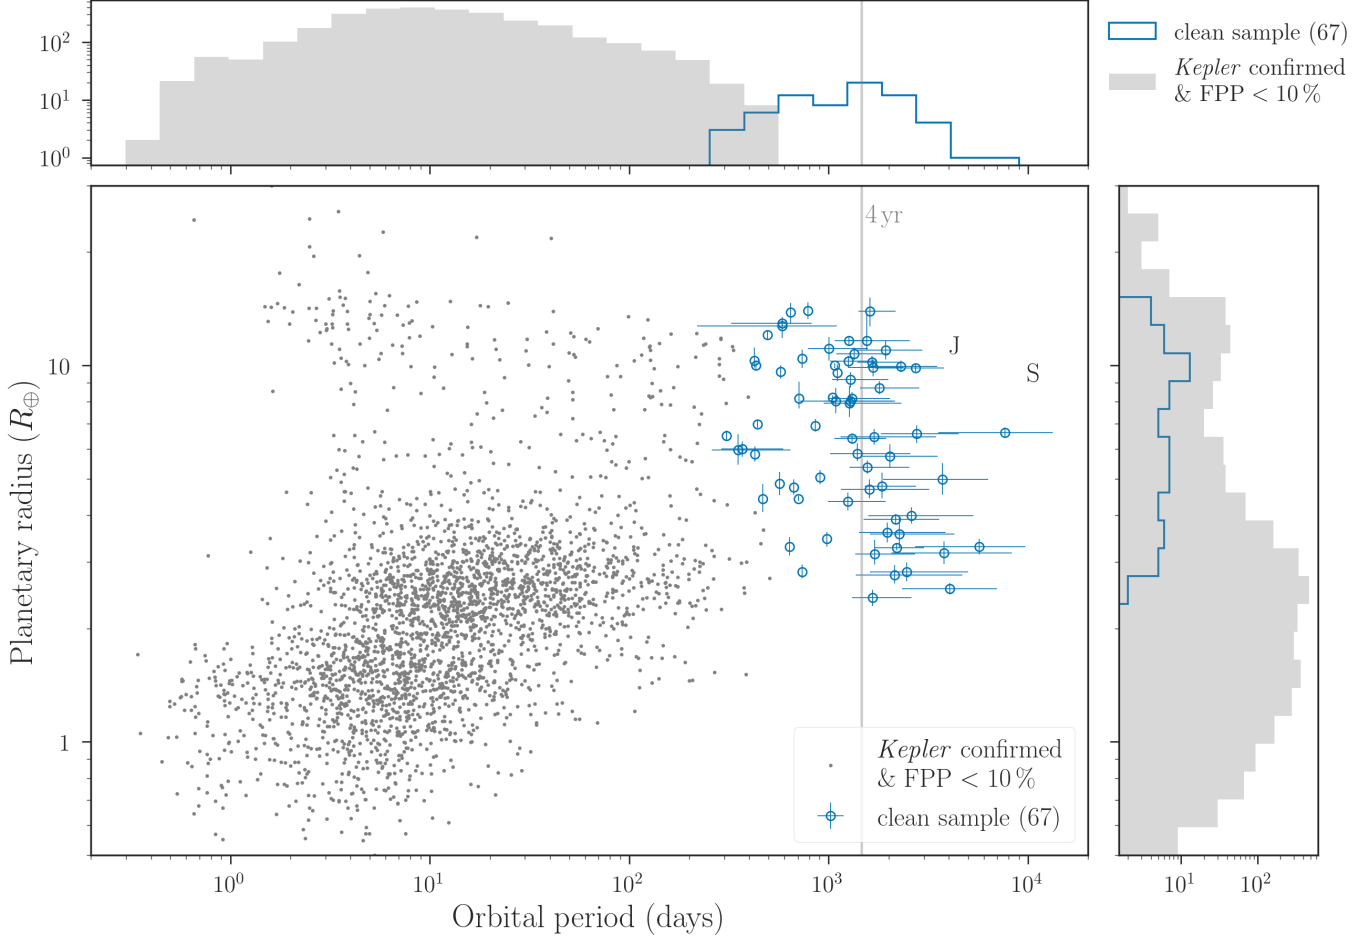 10²
10¹
10⁰
clean sample (67)
Kepler confirmed
& FPP < 10 %
4 yr
J
S
10
1
Planetary radius (R⊕)
Kepler confirmed
& FPP < 10 %
clean sample (67)
10⁰
10¹
10²
10³
10⁴
Orbital period (days)
10¹
10²